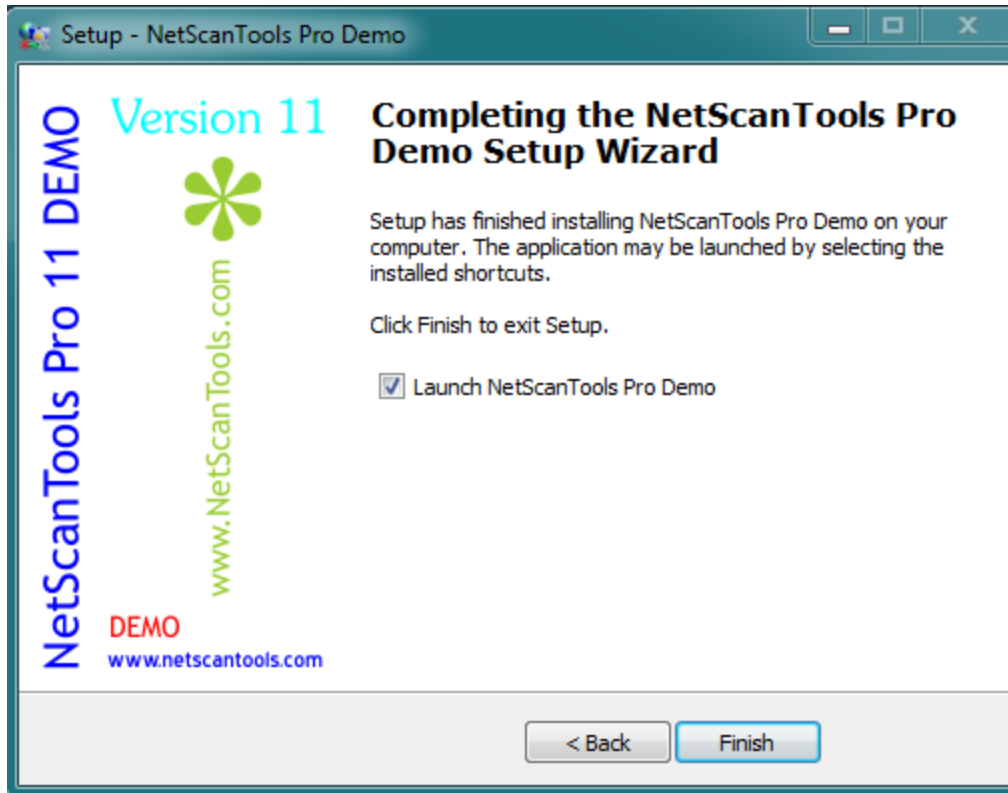 Setup - NetScanTools Pro Demo
NetScanTools Pro 11 DEMO
Version 11
www.NetScanTools.com
DEMO
www.netscantools.com
Completing the NetScanTools Pro
Demo Setup Wizard
Setup has finished installing NetScanTools Pro Demo on your
computer. The application may be launched by selecting the
installed shortcuts.
Click Finish to exit Setup.
Launch NetScanTools Pro Demo
< Back
Finish